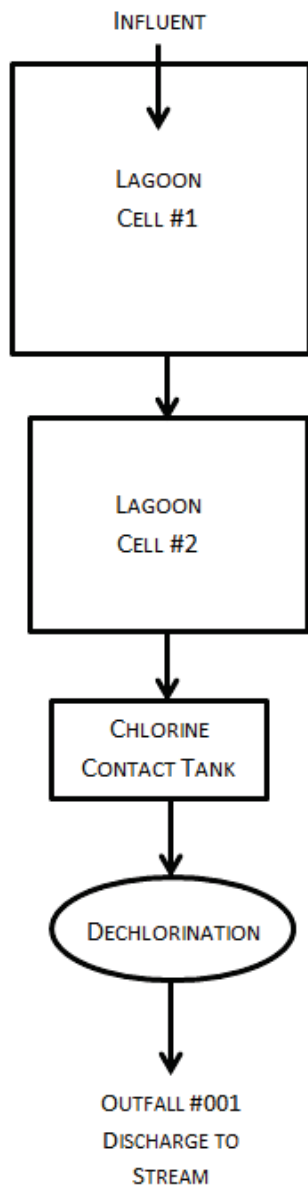 INFLUENT
LAGOON
CELL #1
LAGOON
CELL #2
CHLORINE
CONTACT TANK
DECHLORINATION
OUTFALL #001
DISCHARGE TO
STREAM